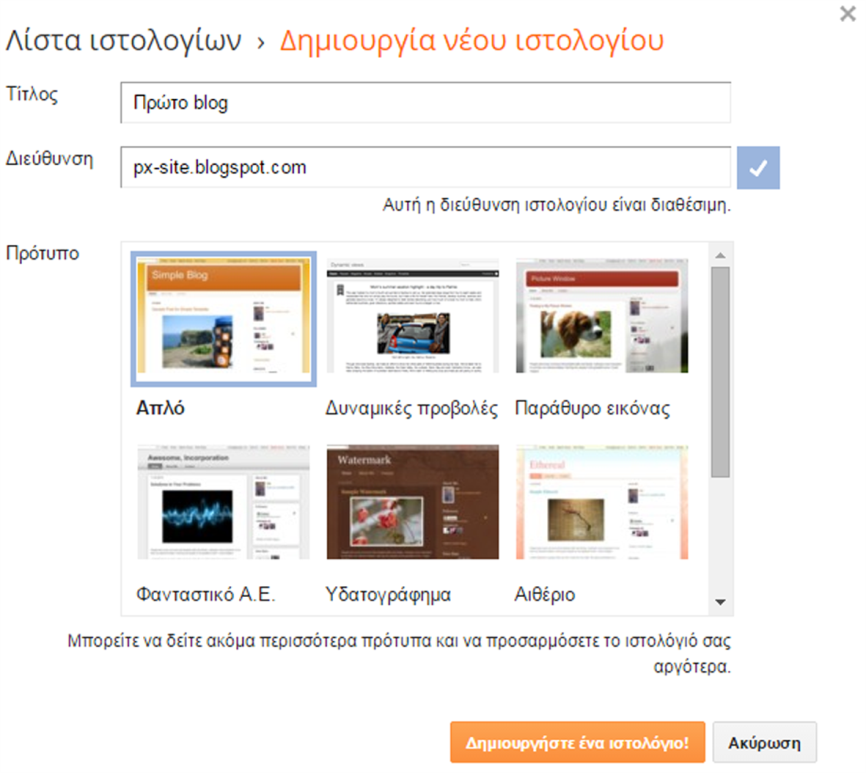 Λίστα ιστολογίων › Δημιουργία νέου ιστολογίου
Τίτλος
Πρώτο blog
Διεύθυνση
px-site.blogspot.com
Αυτή η διεύθυνση ιστολογίου είναι διαθέσιμη.
Πρότυπο
Simple Blog
Dynamic views
Picture Window
Απλό
Δυναμικές προβολές
Παράθυρο εικόνας
Awesome, Incorporation
Watermark
Ethereal
Φανταστικό Α.Ε.
Υδατογράφημα
Αιθέριο
Μπορείτε να δείτε ακόμα περισσότερα πρότυπα και να προσαρμόσετε το ιστολόγιό σας
αργότερα.
Δημιουργήστε ένα ιστολόγιο!
Ακύρωση